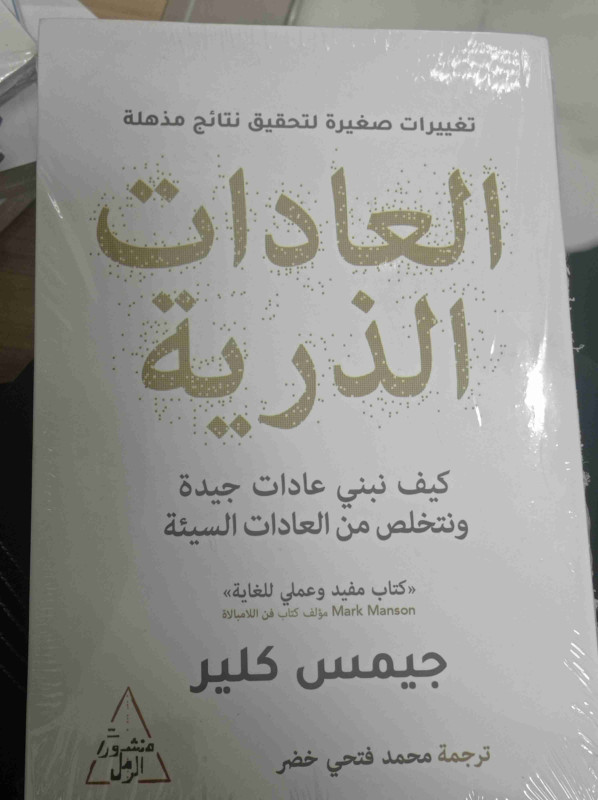 تغييرات صغيرة لتحقيق نتائج مذهلة
العادات
الذرية
كيف نبني عادات جيدة
ونتخلص من العادات السيئة
«كتاب مفيد وعملي للغاية»
Mark Manson مؤلف كتاب فن اللامبالاة
جيمس كلير
ترجمة محمد فتحي خضر
منشورات
الرمل